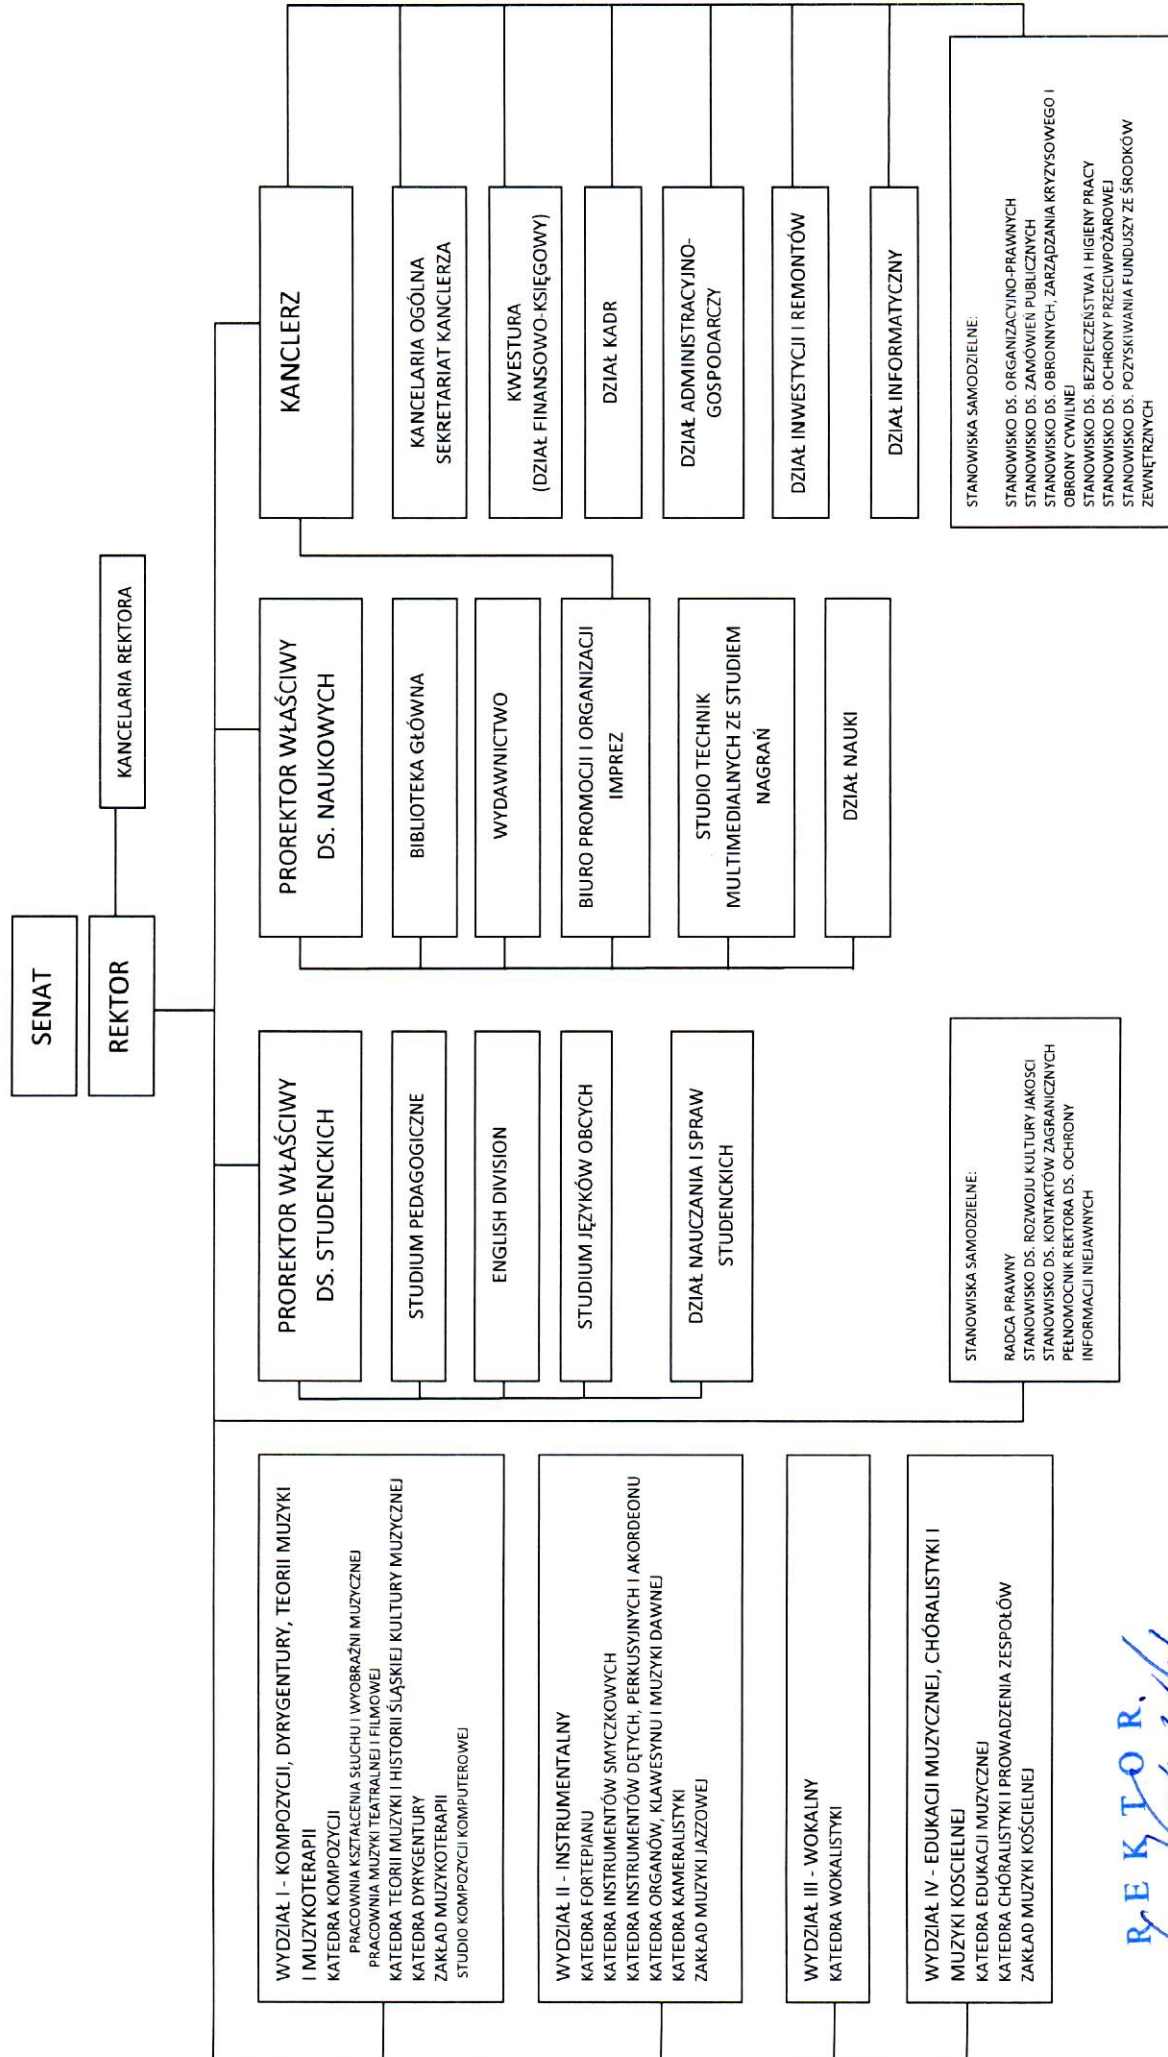 SENAT
REKTOR
KANCELARIA REKTORA
WYDZIAŁ I - KOMPOZYCJI, DYRYGENTURY, TEORII MUZYKI
I MUZYKOTERAPII
KATEDRA KOMPOZYCJI
PRACOWNIA KSZTAŁCENIA SŁUCHU I WYOBRAŹNI MUZYCZNEJ
PRACOWNIA MUZYKI TEATRALNEJ I FILMOWEJ
KATEDRA TEORII MUZYKI I HISTORII ŚLĄSKIEJ KULTURY MUZYCZNEJ
KATEDRA DYRYGENTURY
ZAKŁAD MUZYKOTERAPII
STUDIO KOMPOZYCJI KOMPUTEROWEJ
WYDZIAŁ II - INSTRUMENTALNY
KATEDRA FORTEPIANU
KATEDRA INSTRUMENTÓW SMYCZKOWYCH
KATEDRA INSTRUMENTÓW DĘTYCH, PERKUSYJNYCH I AKORDEONU
KATEDRA ORGANÓW, KLAWESYNU I MUZYKI DAWNEJ
KATEDRA KAMERALISTYKI
ZAKŁAD MUZYKI JAZZOWEJ
WYDZIAŁ III - WOKALNY
KATEDRA WOKALISTYKI
WYDZIAŁ IV - EDUKACJI MUZYCZNEJ, CHÓRALISTYKI I
MUZYKI KOSCIELNEJ
KATEDRA EDUKACJI MUZYCZNEJ
KATEDRA CHÓRALISTYKI I PROWADZENIA ZESPOŁÓW
ZAKŁAD MUZYKI KOŚCIELNEJ
PROREKTOR WŁAŚCIWY
DS. STUDENCKICH
STUDIUM PEDAGOGICZNE
ENGLISH DIVISION
STUDIUM JĘZYKÓW OBCYCH
DZIAŁ NAUCZANIA I SPRAW
STUDENCKICH
STANOWISKA SAMODZIELNE:
RADCA PRAWNY
STANOWISKO DS. ROZWOJU KULTURY JAKOSCI
STANOWISKO DS. KONTAKTÓW ZAGRANICZNYCH
PEŁNOMOCNIK REKTORA DS. OCHRONY
INFORMACJI NIEJAWNYCH
PROREKTOR WŁAŚCIWY
DS. NAUKOWYCH
BIBLIOTEKA GŁÓWNA
WYDAWNICTWO
BIURO PROMOCJI I ORGANIZACJI
IMPREZ
STUDIO TECHNIK
MULTIMEDIALNYCH ZE STUDIEM
NAGRAŃ
DZIAŁ NAUKI
KANCLERZ
KANCELARIA OGÓLNA
SEKRETARIAT KANCLERZA
KWESTURA
(DZIAŁ FINANSOWO-KSIĘGOWY)
DZIAŁ KADR
DZIAŁ ADMINISTRACYJNO-
GOSPODARCZY
DZIAŁ INWESTYCJI I REMONTÓW
DZIAŁ INFORMATYCZNY
STANOWISKA SAMODZIELNE:
STANOWISKO DS. ORGANIZACYJNO-PRAWNYCH
STANOWISKO DS. ZAMÓWIEŃ PUBLICZNYCH
STANOWISKO DS. OBRONNYCH, ZARZĄDZANIA KRYZYSOWEGO I
OBRONY CYWILNEJ
STANOWISKO DS. BEZPIECZEŃSTWA I HIGIENY PRACY
STANOWISKO DS. OCHRONY PRZECIWPOŻAROWEJ
STANOWISKO DS. POZYSKIWANIA FUNDUSZY ZE ŚRODKÓW
ZEWNĘTRZNYCH
REKTOR